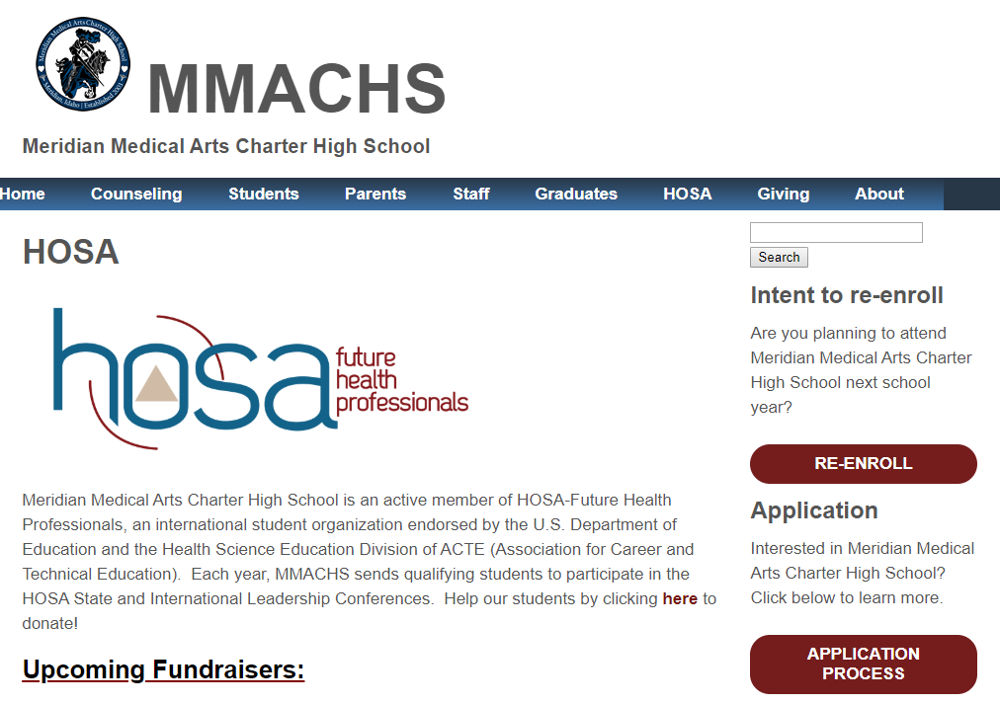 Meridian Medical Arts Charter High School
Meridian, Idaho | Established 2003
MMACHS
Meridian Medical Arts Charter High School
Home Counseling Students Parents Staff Graduates HOSA Giving About
HOSA
hosa
future
health
professionals
Meridian Medical Arts Charter High School is an active member of HOSA-Future Health
Professionals, an international student organization endorsed by the U.S. Department of
Education and the Health Science Education Division of ACTE (Association for Career and
Technical Education).  Each year, MMACHS sends qualifying students to participate in the
HOSA State and International Leadership Conferences.  Help our students by clicking here to
donate!
Upcoming Fundraisers:
Search
Intent to re-enroll
Are you planning to attend
Meridian Medical Arts Charter
High School next school
year?
RE-ENROLL
Application
Interested in Meridian Medical
Arts Charter High School?
Click below to learn more.
APPLICATION
PROCESS